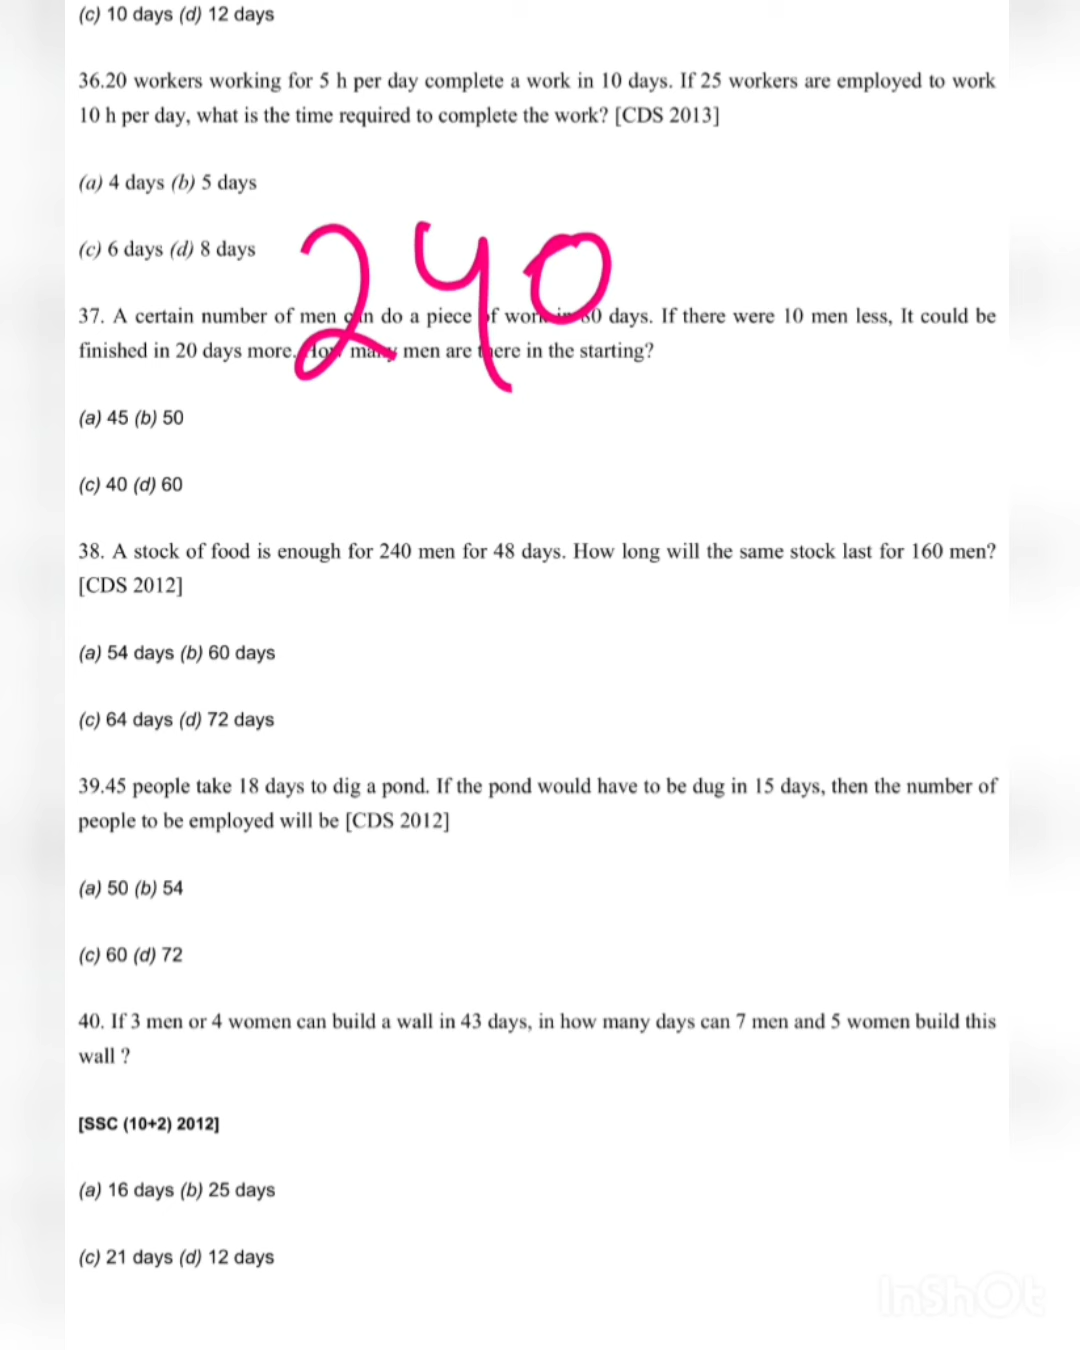 (c) 10 days (d) 12 days
36.20 workers working for 5 h per day complete a work in 10 days. If 25 workers are employed to work
10 h per day, what is the time required to complete the work? [CDS 2013]
(a) 4 days (b) 5 days
(c) 6 days (d) 8 days
240
37. A certain number of men can do a piece of work in 60 days. If there were 10 men less, It could be
finished in 20 days more. How many men are there in the starting?
(a) 45 (b) 50
(c) 40 (d) 60
38. A stock of food is enough for 240 men for 48 days. How long will the same stock last for 160 men?
[CDS 2012]
(a) 54 days (b) 60 days
(c) 64 days (d) 72 days
39.45 people take 18 days to dig a pond. If the pond would have to be dug in 15 days, then the number of
people to be employed will be [CDS 2012]
(a) 50 (b) 54
(c) 60 (d) 72
40. If 3 men or 4 women can build a wall in 43 days, in how many days can 7 men and 5 women build this
wall ?
[SSC (10+2) 2012]
(a) 16 days (b) 25 days
(c) 21 days (d) 12 days
InShOt